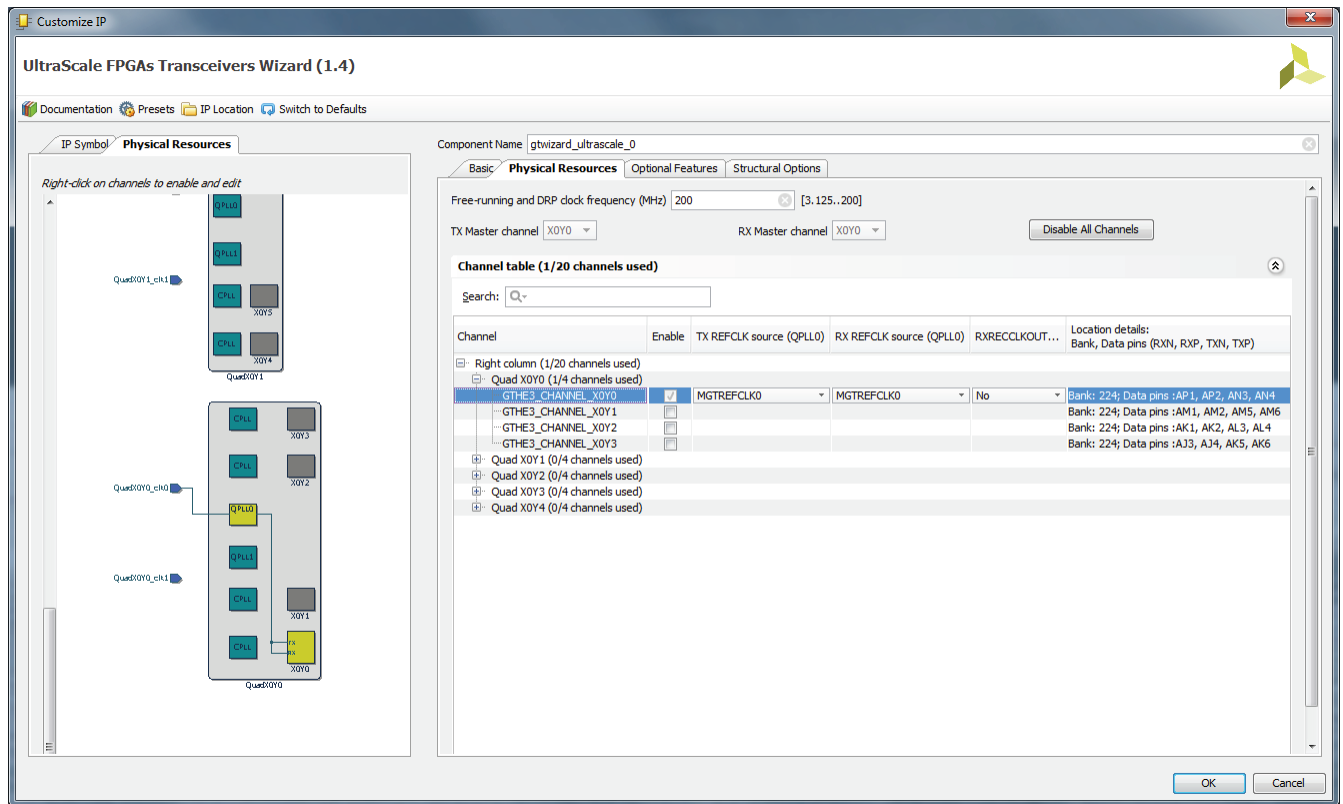 Customize IP
UltraScale FPGAs Transceivers Wizard (1.4)
Documentation Presets IP Location Switch to Defaults
IP Symbol Physical Resources
Right-click on channels to enable and edit
QPLL0
QPLL1
QuadX0Y1_clk1
CPLL
X0Y5
CPLL
X0Y4
QuadX0Y1
CPLL
X0Y3
CPLL
X0Y2
QuadX0Y0_clk0
QPLL0
QPLL1
QuadX0Y0_clk1
CPLL
X0Y1
CPLL
X0Y0
QuadX0Y0
Component Name gtwizard_ultrascale_0
Basic Physical Resources Optional Features Structural Options
Free-running and DRP clock frequency (MHz) 200 [3.125..200]
TX Master channel X0Y0 RX Master channel X0Y0 Disable All Channels
Channel table (1/20 channels used)
Search:
Channel Enable TX REFCLK source (QPLL0) RX REFCLK source (QPLL0) RXRECCLKOUT... Location details:
Bank, Data pins (RXN, RXP, TXN, TXP)
Right column (1/20 channels used)
Quad X0Y0 (1/4 channels used)
GTHE3_CHANNEL_X0Y0 MGTREFCLK0 MGTREFCLK0 No Bank: 224; Data pins :AP1, AP2, AN3, AN4
GTHE3_CHANNEL_X0Y1 Bank: 224; Data pins :AM1, AM2, AM5, AM6
GTHE3_CHANNEL_X0Y2 Bank: 224; Data pins :AK1, AK2, AL3, AL4
GTHE3_CHANNEL_X0Y3 Bank: 224; Data pins :AJ3, AJ4, AK5, AK6
Quad X0Y1 (0/4 channels used)
Quad X0Y2 (0/4 channels used)
Quad X0Y3 (0/4 channels used)
Quad X0Y4 (0/4 channels used)
OK Cancel